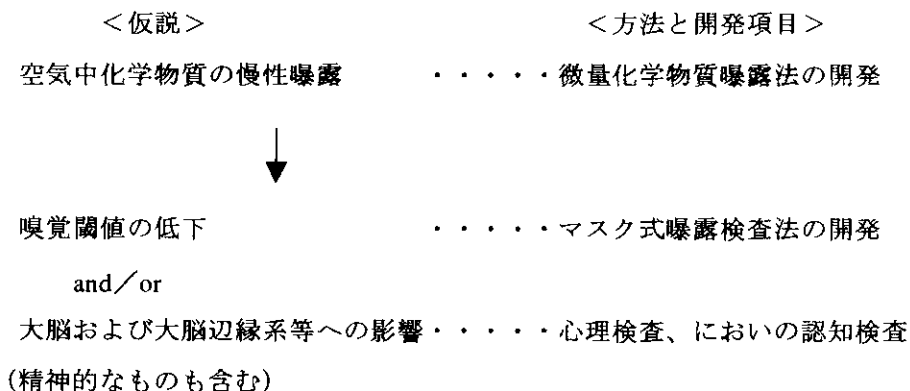 <仮説> <方法と開発項目>
空気中化学物質の慢性曝露 ・・・・・微量化学物質曝露法の開発
嗅覚閾値の低下 ・・・・・マスク式曝露検査法の開発
and/or
大脳および大脳辺縁系等への影響・・・・・心理検査、においの認知検査
(精神的なものも含む)